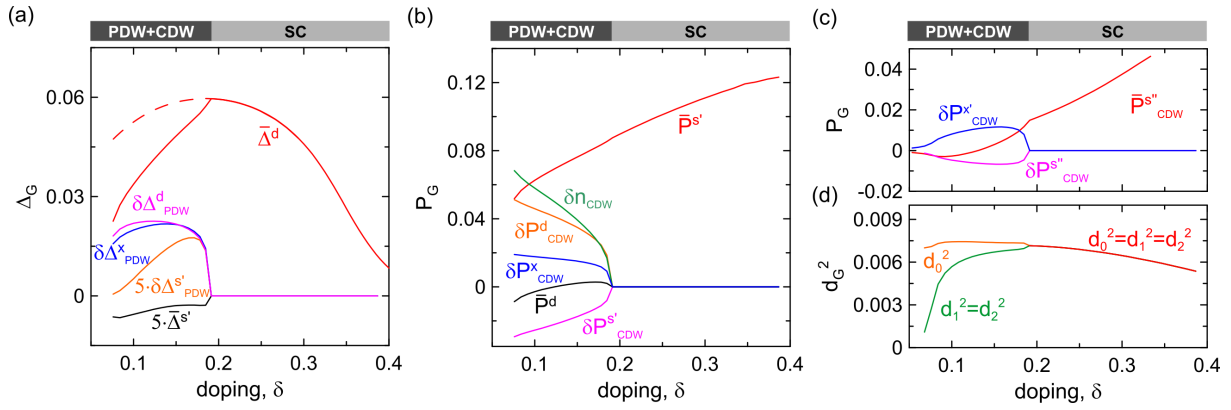 (a)
PDW+CDW SC
Δ_G
0.06
0.03
0
Δ̄^d
δΔ^d_PDW
δΔ^x_PDW
5·δΔ^s'_PDW
5·Δ̄^s'
0.1 0.2 0.3 0.4
doping, δ
(b)
PDW+CDW SC
P_G
0.12
0.08
0.04
0
P̄^s'
δn_CDW
δP^d_CDW
δP^x_CDW
P̄^d
δP^s'_CDW
0.1 0.2 0.3 0.4
doping, δ
(c)
PDW+CDW SC
P_G
0.04
0.02
0
-0.02
δP^x'_CDW
P̄^s''_CDW
δP^s''_CDW
(d)
d_G^2
0.009
0.006
0.003
0.000
d_0^2
d_0^2=d_1^2=d_2^2
d_1^2=d_2^2
0.1 0.2 0.3 0.4
doping, δ